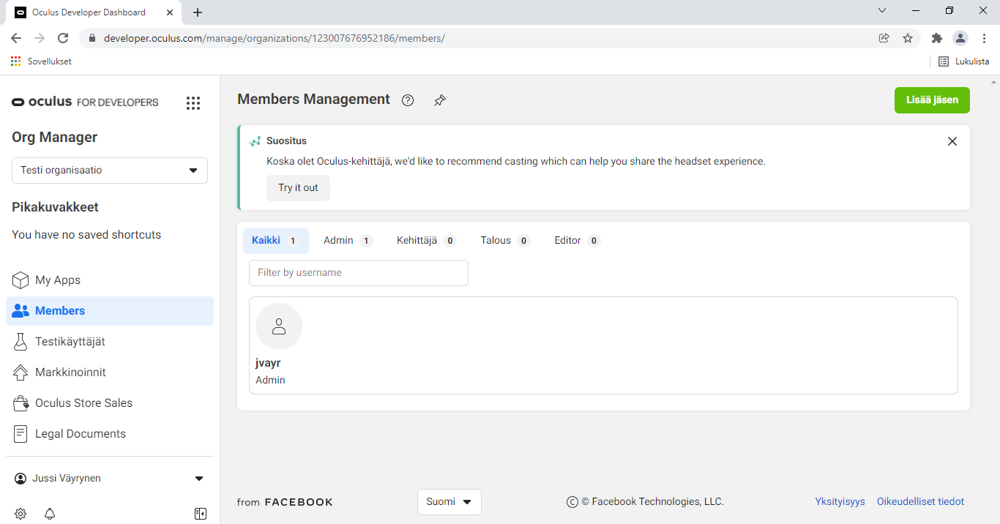 Oculus Developer Dashboard
developer.oculus.com/manage/organizations/123007676952186/members/
Sovellukset
Lukulista
oculus FOR DEVELOPERS
Org Manager
Testi organisaatio
Pikakuvakkeet
You have no saved shortcuts
My Apps
Members
Testikäyttäjät
Markkinoinnit
Oculus Store Sales
Legal Documents
Jussi Väyrynen
Members Management
Lisää jäsen
Suositus
Koska olet Oculus-kehittäjä, we'd like to recommend casting which can help you share the headset experience.
Try it out
Kaikki 1 Admin 1 Kehittäjä 0 Talous 0 Editor 0
Filter by username
jvayr
Admin
from FACEBOOK
Suomi
© © Facebook Technologies, LLC.
Yksityisyys Oikeudelliset tiedot